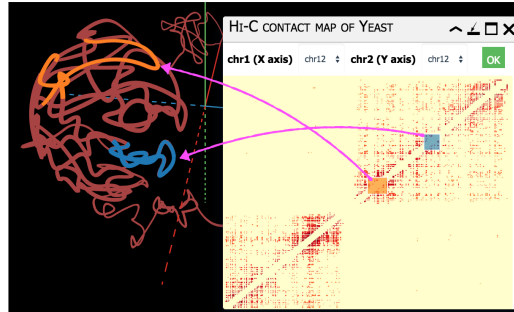 Hi-C contact map of Yeast
chr1 (X axis) chr12 chr2 (Y axis) chr12 OK